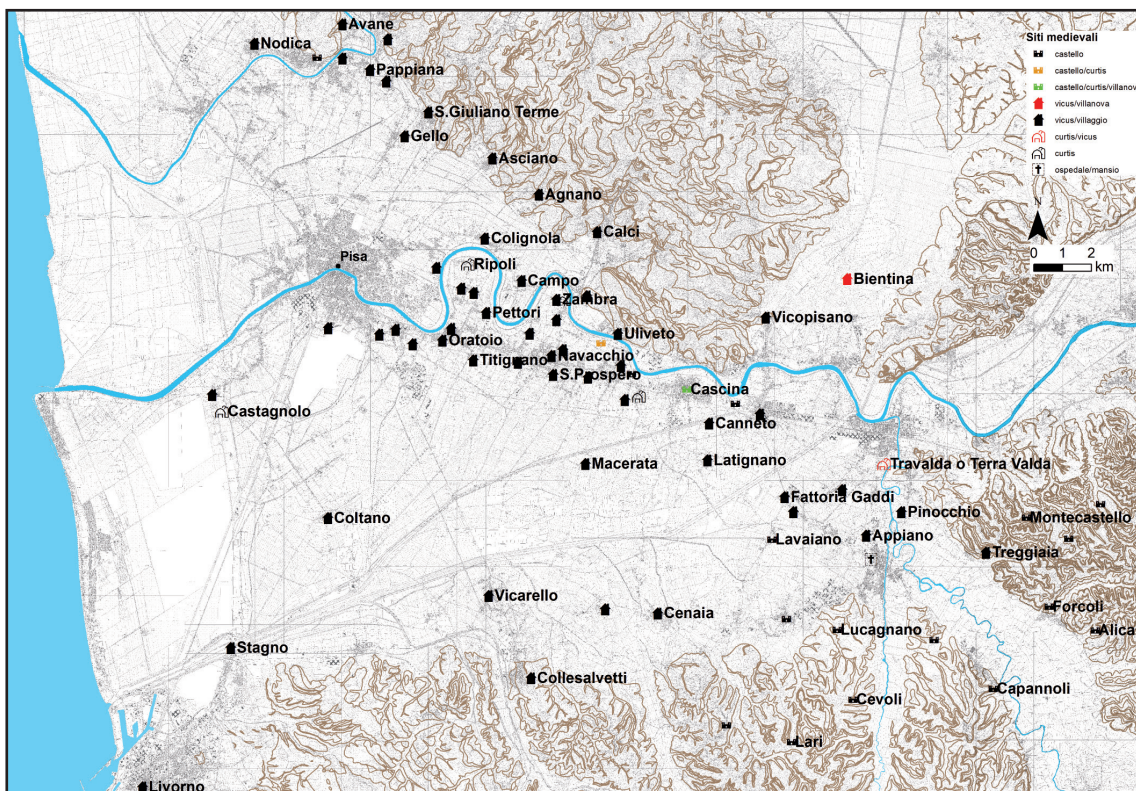 Avane
Nodica
Pappiana
S.Giuliano Terme
Gello
Asciano
Agnano
Colignola
Calci
Pisa
Ripoli
Campo
Zambra
Bientina
Pettori
Vicopisano
Oratoio
Uliveto
Titignano
Navacchio
S.Prospero
Cascina
Castagnolo
Canneto
Macerata
Latignano
Travalda o Terra Valda
Fattoria Gaddi
Coltano
Pinocchio
Montecastello
Lavaiano
Appiano
Treggiaia
Vicarello
Cenaia
Forcoli
Lucagnano
Alica
Stagno
Collesalvetti
Capannoli
Cevoli
Lari
Livorno
Siti medievali
castello
castello/curtis
castello/curtis/villanov
vicus/villanova
vicus/villaggio
curtis/vicus
curtis
ospedale/mansio
N
0 1 2
km